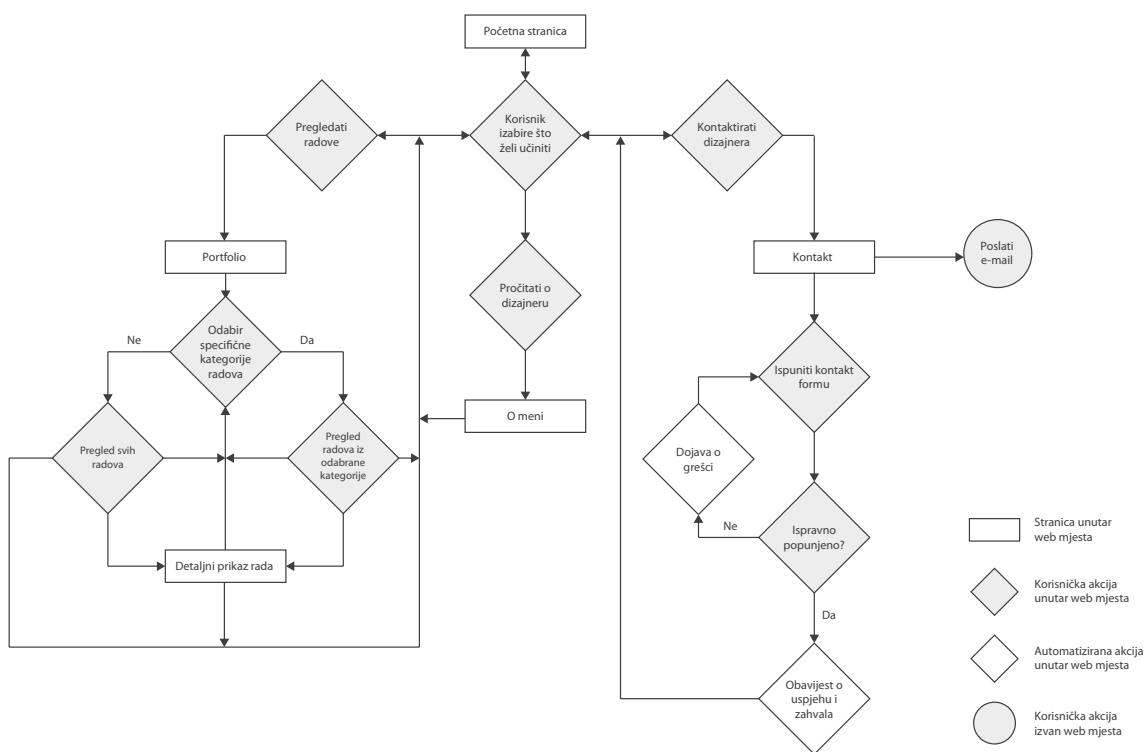 Početna stranica
Pregledati
radove
Korisnik
izabire što
želi učiniti
Kontaktirati
dizajnera
Portfolio
Pročitati o
dizajneru
Kontakt
Poslati
e-mail
Ne
Odabir
specifične
kategorije
radova
Da
Ispuniti kontakt
formu
O meni
Pregled svih
radova
Pregled
radova iz
odabrane
kategorije
Dojava o
grešci
Ne
Ispravno
popunjeno?
Detaljni prikaz rada
Da
Obavijest o
uspjehu i
zahvala
Stranica unutar
web mjesta
Korisnička akcija
unutar web mjesta
Automatizirana akcija
unutar web mjesta
Korisnička akcija
izvan web mjesta